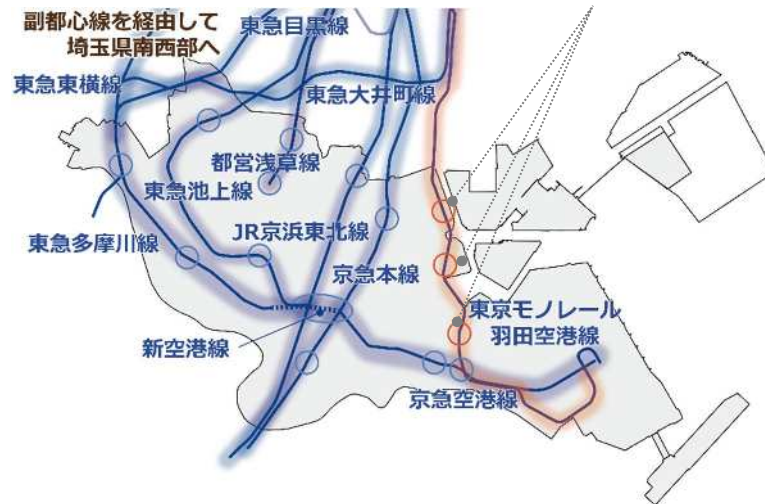 副都心線を経由して
埼玉県南西部へ
東急目黒線
東急東横線
東急大井町線
都営浅草線
東急池上線
JR京浜東北線
東急多摩川線
京急本線
東京モノレール
羽田空港線
新空港線
京急空港線